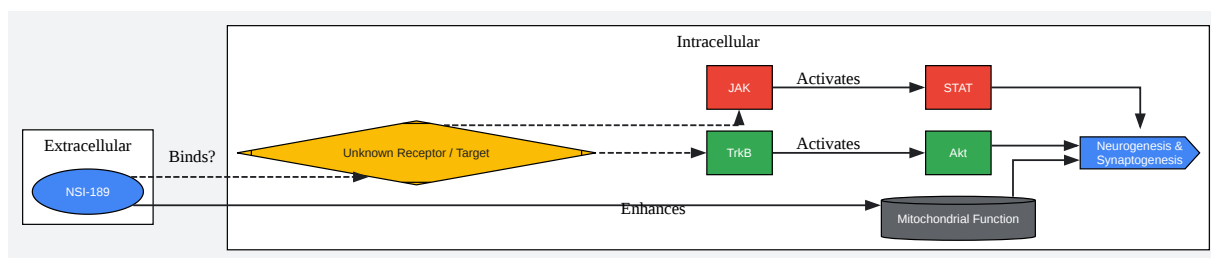 Intracellular
JAK
Activates
STAT
Extracellular
Binds?
Unknown Receptor / Target
TrkB
Activates
Akt
Neurogenesis &
Synaptogenesis
NSI-189
Enhances
Mitochondrial Function